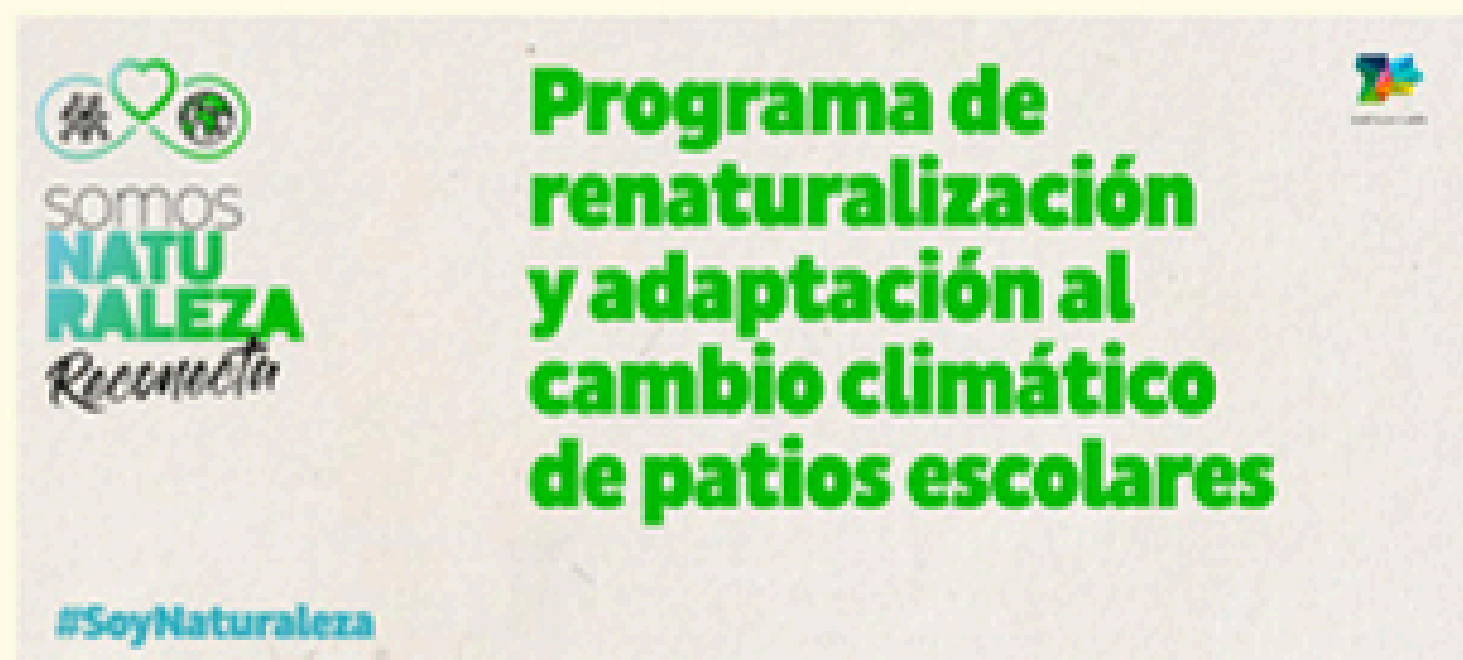 somos
NATU
RALEZA
Reconecta
Programa de
renaturalización
y adaptación al
cambio climático
de patios escolares
#SoyNaturaleza